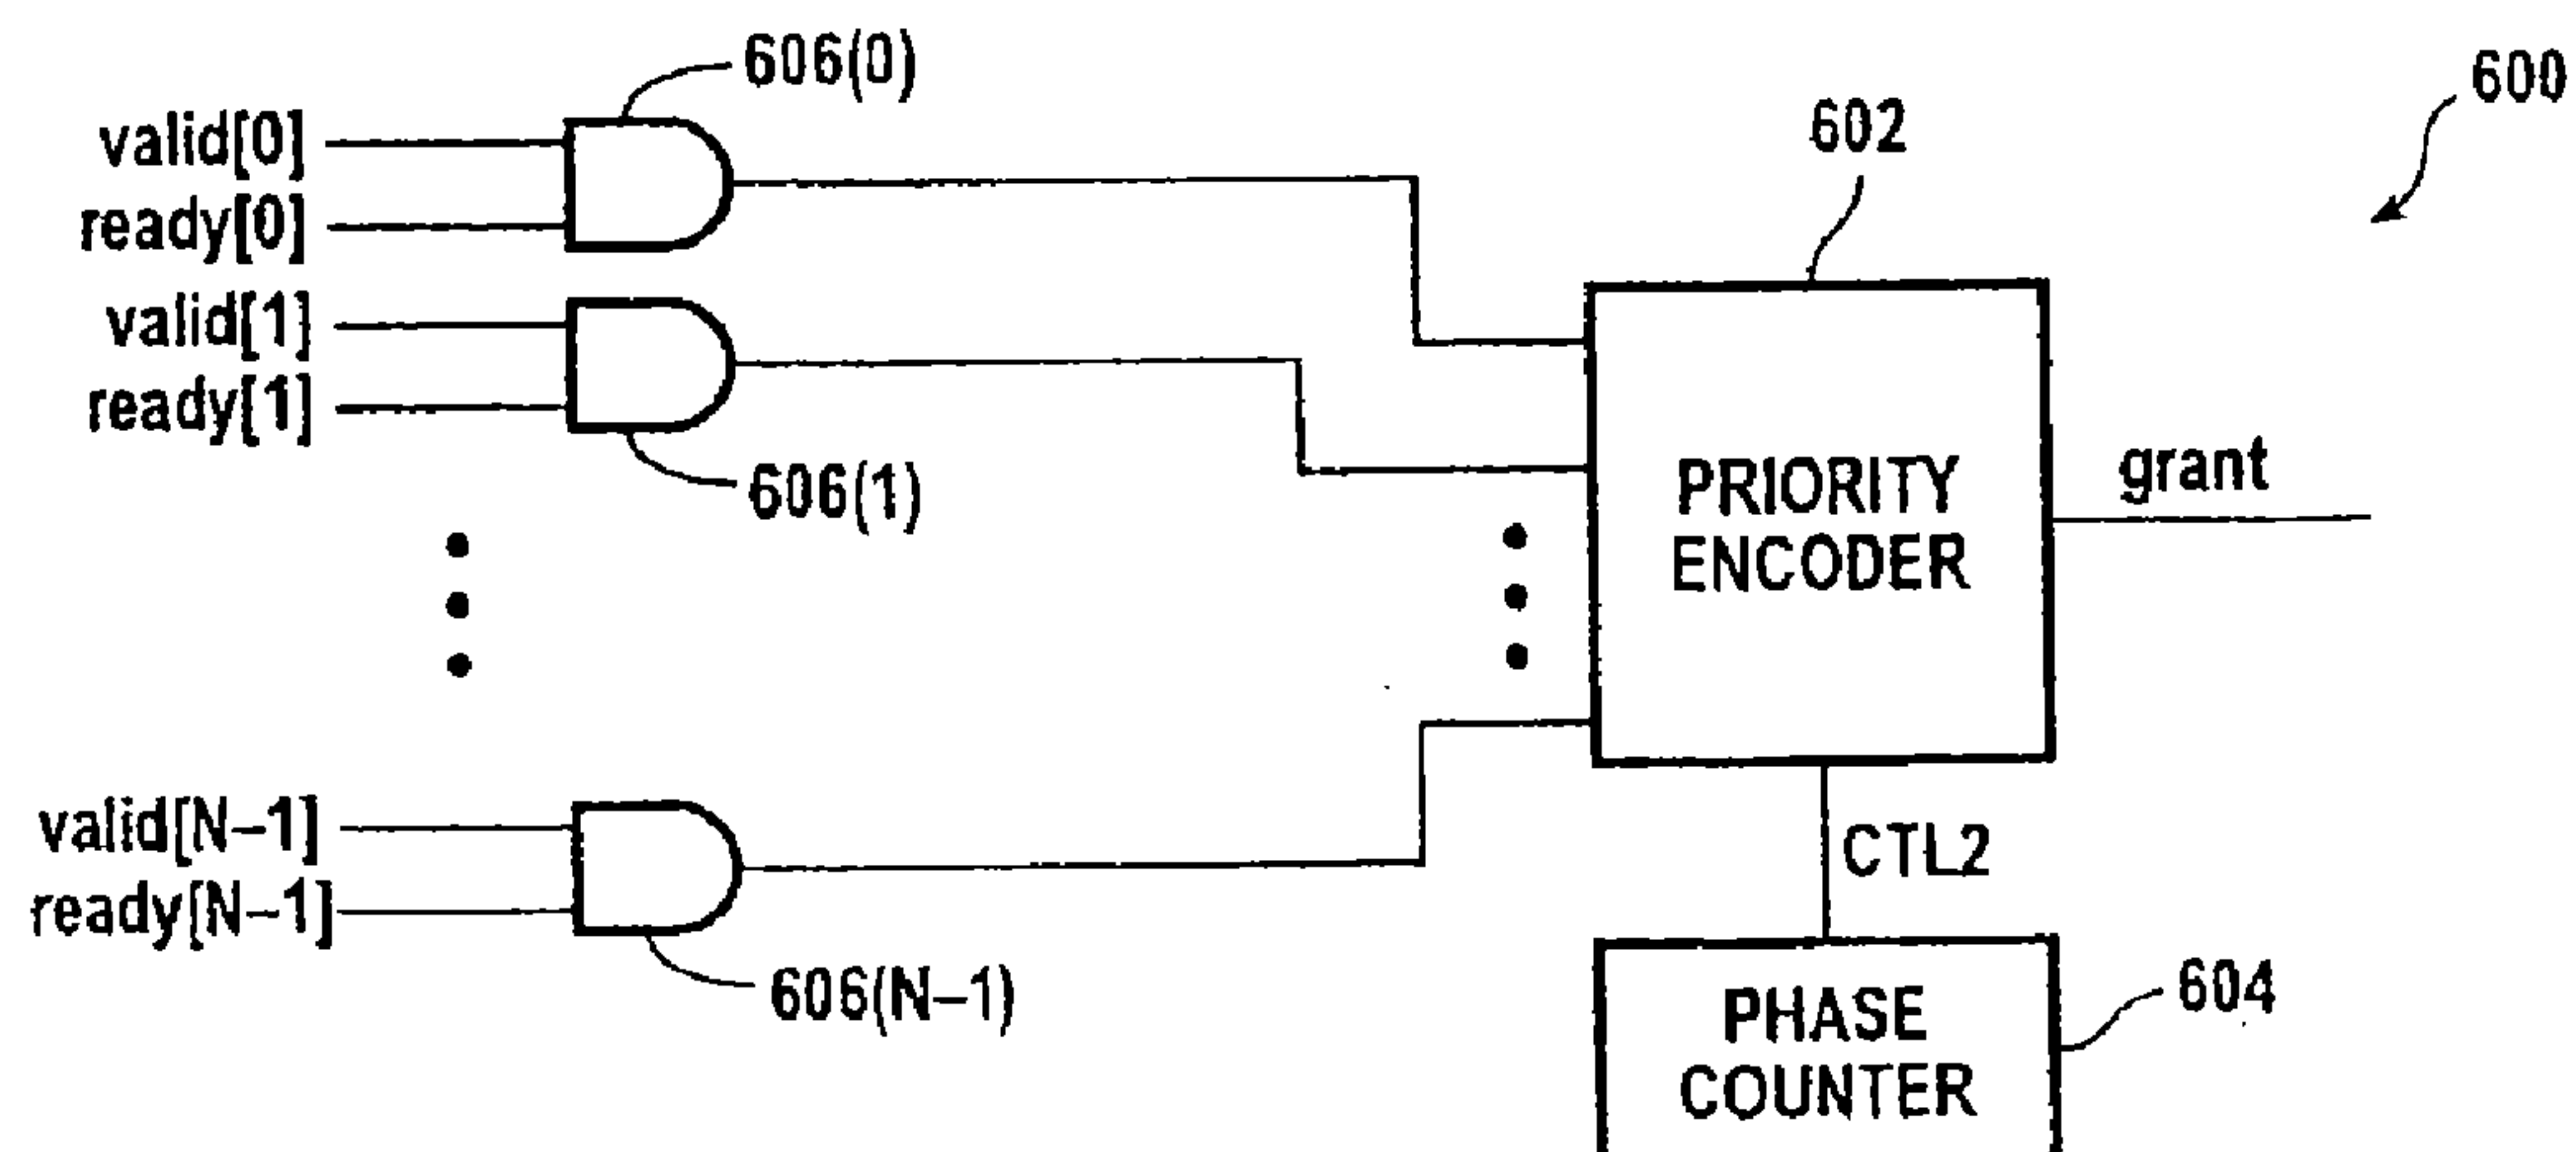 606(0)
600
valid[0]
ready[0]
602
valid[1]
ready[1]
606(1)
PRIORITY
ENCODER
grant
valid[N–1]
ready[N–1]
606(N–1)
CTL2
PHASE
COUNTER
604